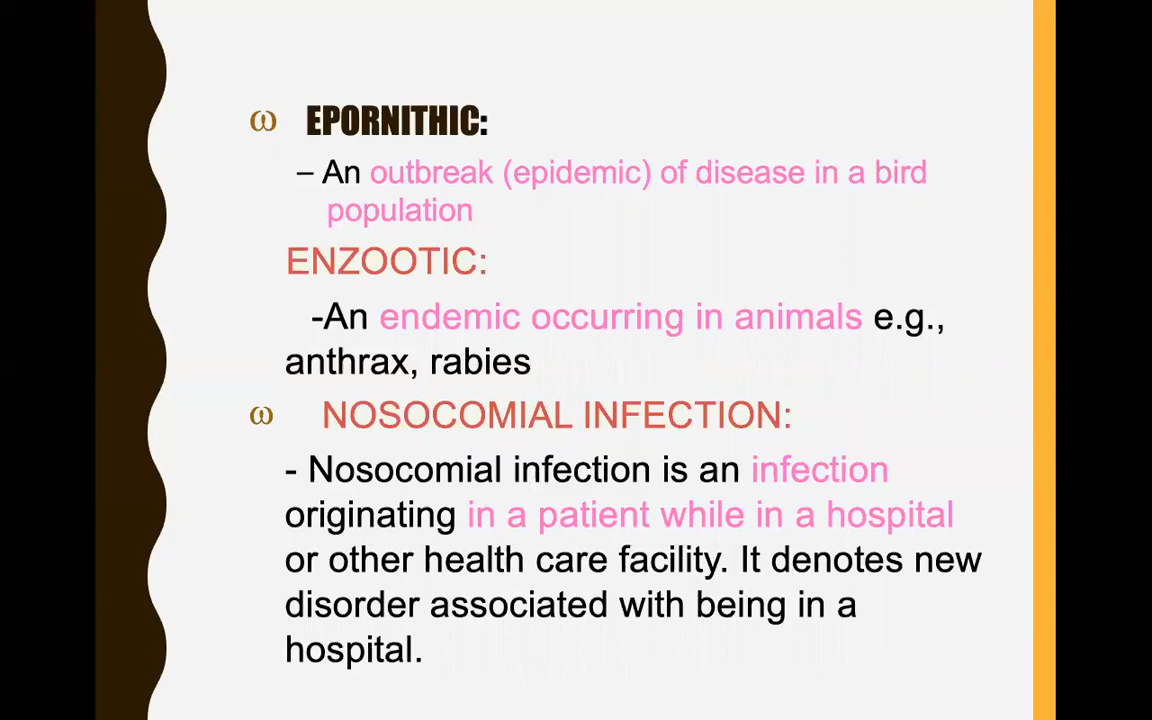 ω EPORNITHIC:
– An outbreak (epidemic) of disease in a bird
population
ENZOOTIC:
-An endemic occurring in animals e.g.,
anthrax, rabies
ω NOSOCOMIAL INFECTION:
- Nosocomial infection is an infection
originating in a patient while in a hospital
or other health care facility. It denotes new
disorder associated with being in a
hospital.